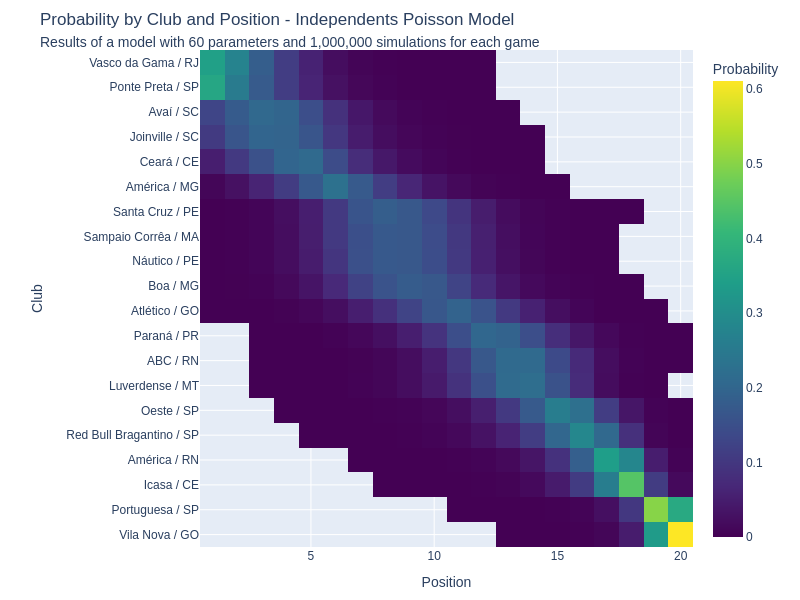 Probability by Club and Position - Independents Poisson Model
Results of a model with 60 parameters and 1,000,000 simulations for each game
Probability
Vasco da Gama / RJ
Ponte Preta / SP
Avaí / SC
Joinville / SC
Ceará / CE
América / MG
Santa Cruz / PE
Sampaio Corrêa / MA
Náutico / PE
Boa / MG
Atlético / GO
Paraná / PR
ABC / RN
Luverdense / MT
Oeste / SP
Red Bull Bragantino / SP
América / RN
Icasa / CE
Portuguesa / SP
Vila Nova / GO
Club
5
10
15
20
Position
0.6
0.5
0.4
0.3
0.2
0.1
0